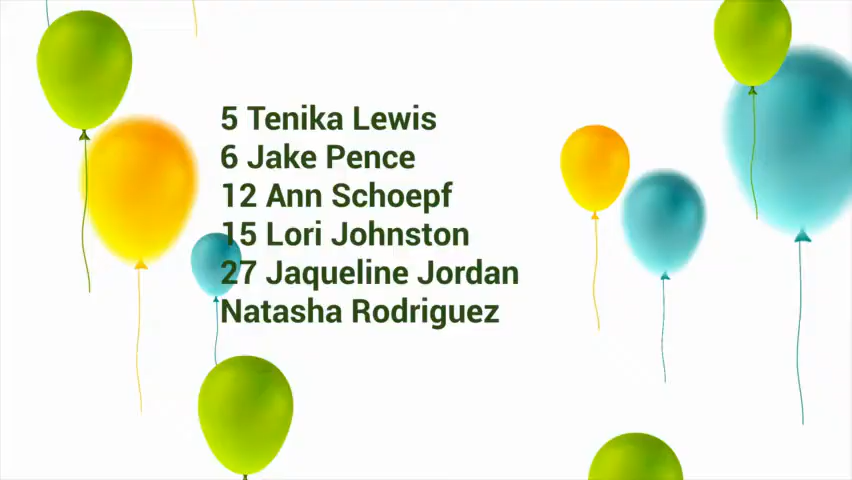 5 Tenika Lewis
6 Jake Pence
12 Ann Schoepf
15 Lori Johnston
27 Jaqueline Jordan
Natasha Rodriguez